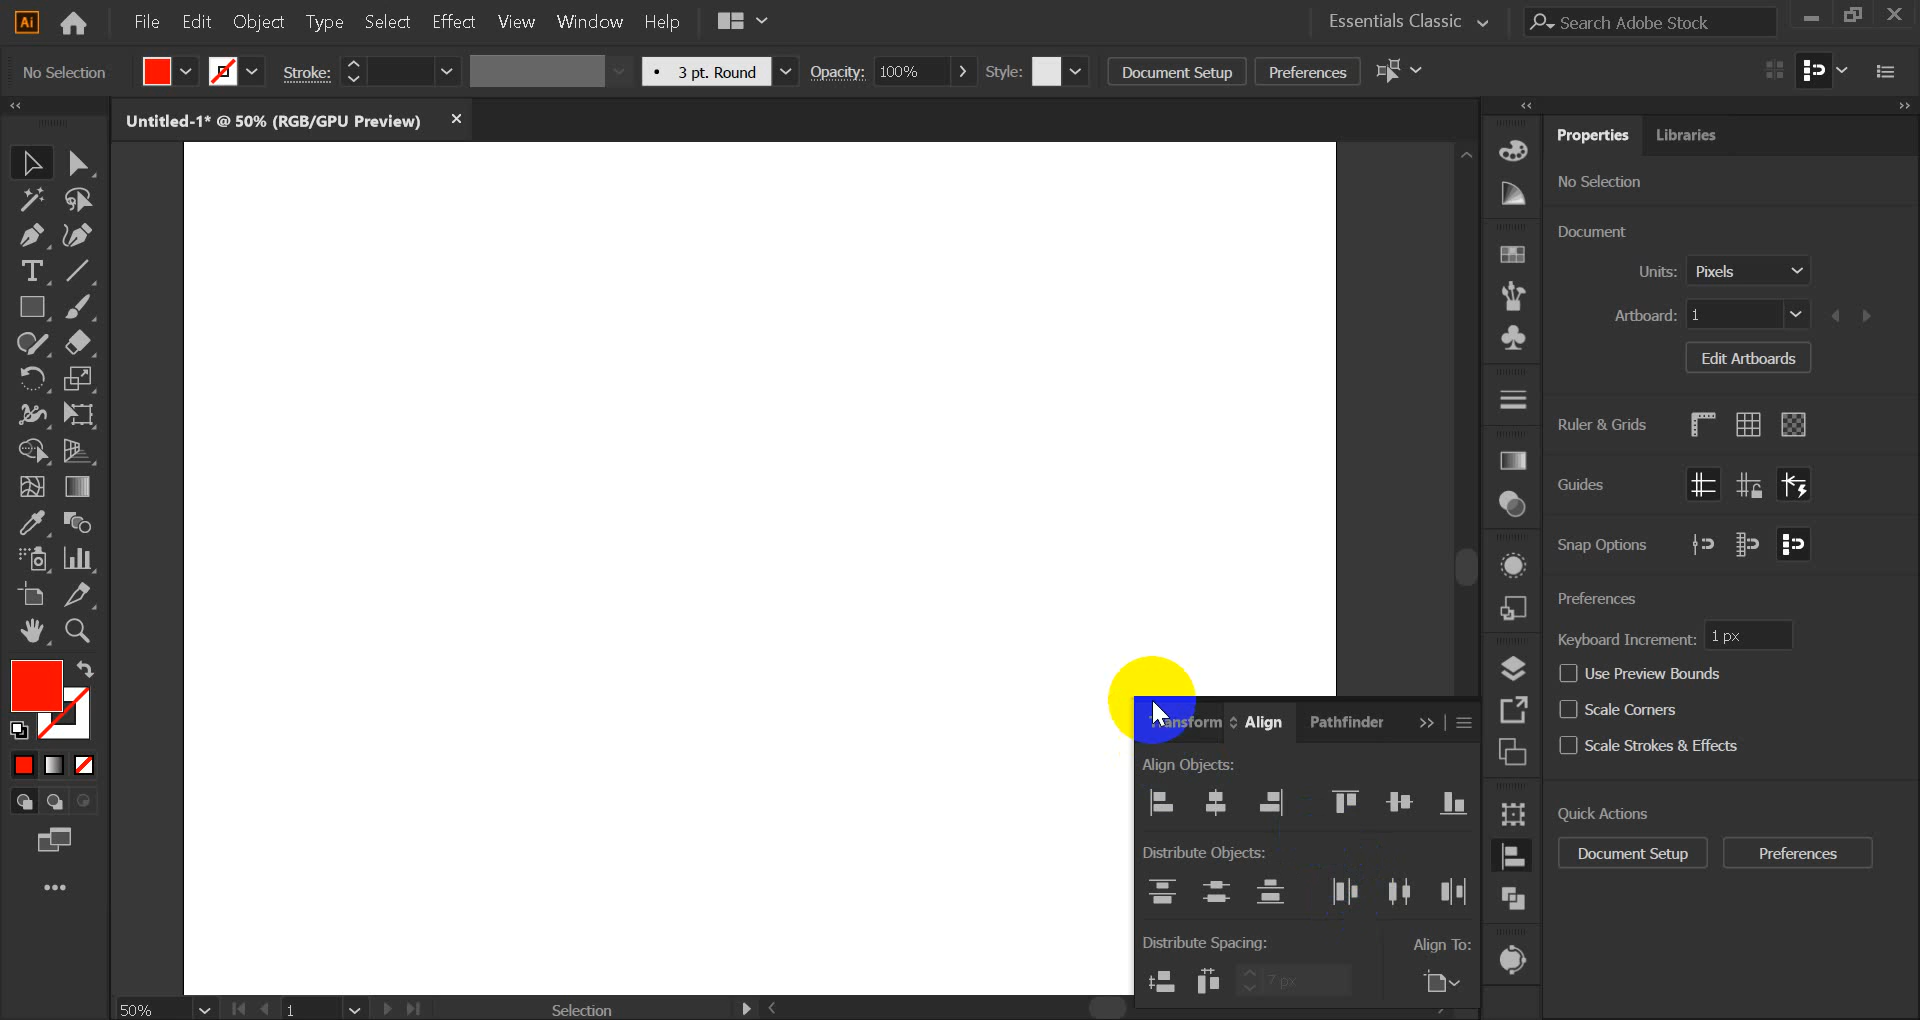 Ai File Edit Object Type Select Effect View Window Help Essentials Classic Search Adobe Stock
No Selection Stroke: 3 pt. Round Opacity: 100% Style: Document Setup Preferences
Untitled-1* @ 50% (RGB/GPU Preview)
Properties Libraries
No Selection
Document
Units: Pixels
Artboard: 1
Edit Artboards
Ruler & Grids
Guides
Snap Options
Preferences
Keyboard Increment: 1 px
Use Preview Bounds
Scale Corners
Scale Strokes & Effects
Quick Actions
Document Setup Preferences
Transform Align Pathfinder
Align Objects:
Distribute Objects:
Distribute Spacing: Align To:
7 px
50% 1 Selection